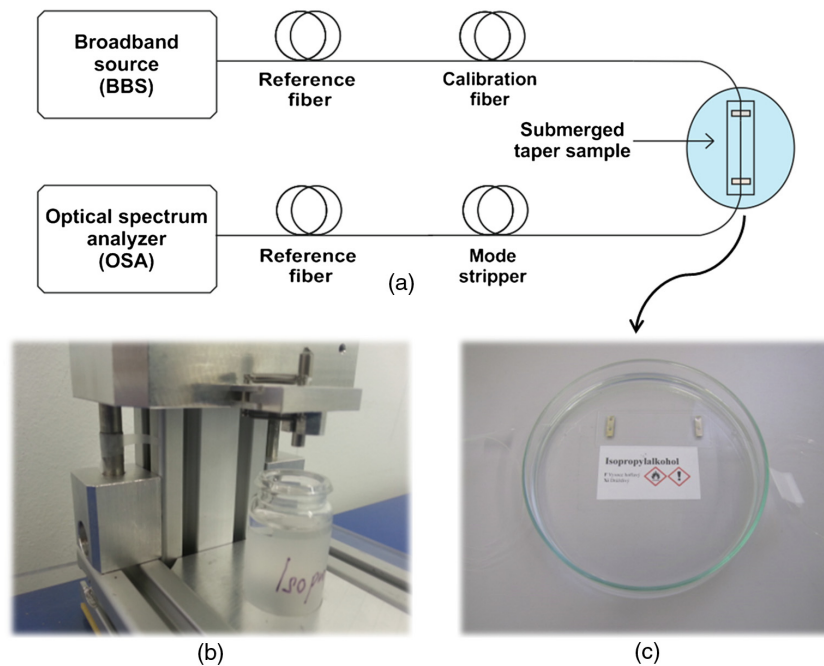 Broadband
source
(BBS)
Reference
fiber
Calibration
fiber
Submerged
taper sample
Optical spectrum
analyzer
(OSA)
Reference
fiber
Mode
stripper
(a)
Isopropylalkohol
(b)
(c)